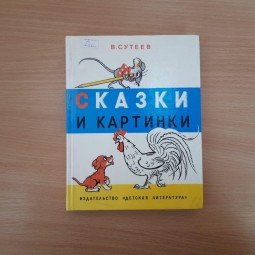 В. СУТЕЕВ
СКАЗКИ
И КАРТИНКИ
ИЗДАТЕЛЬСТВО «ДЕТСКАЯ ЛИТЕРАТУРА»